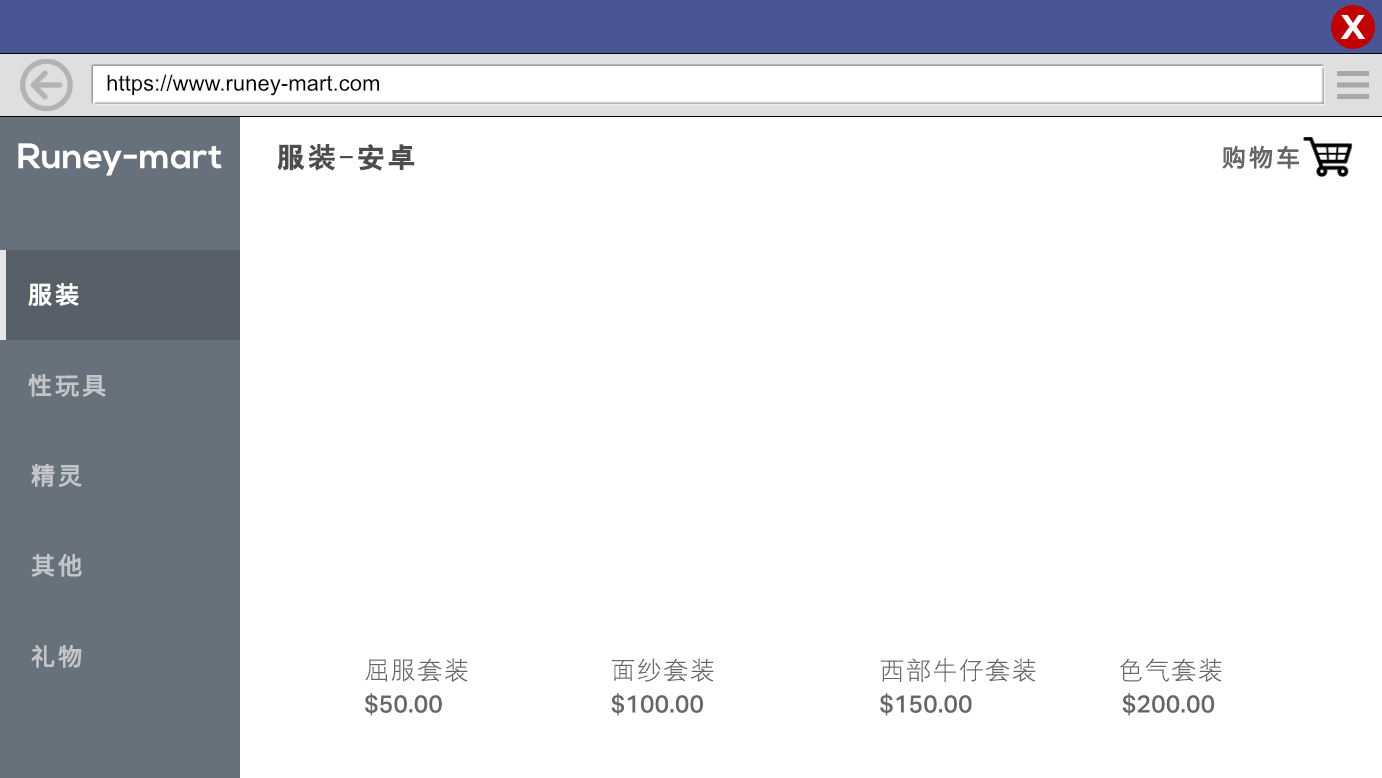 X
https://www.runey-mart.com
Runey-mart
服装-安卓
购物车
服装
性玩具
精灵
其他
礼物
屈服套装
$50.00
面纱套装
$100.00
西部牛仔套装
$150.00
色气套装
$200.00